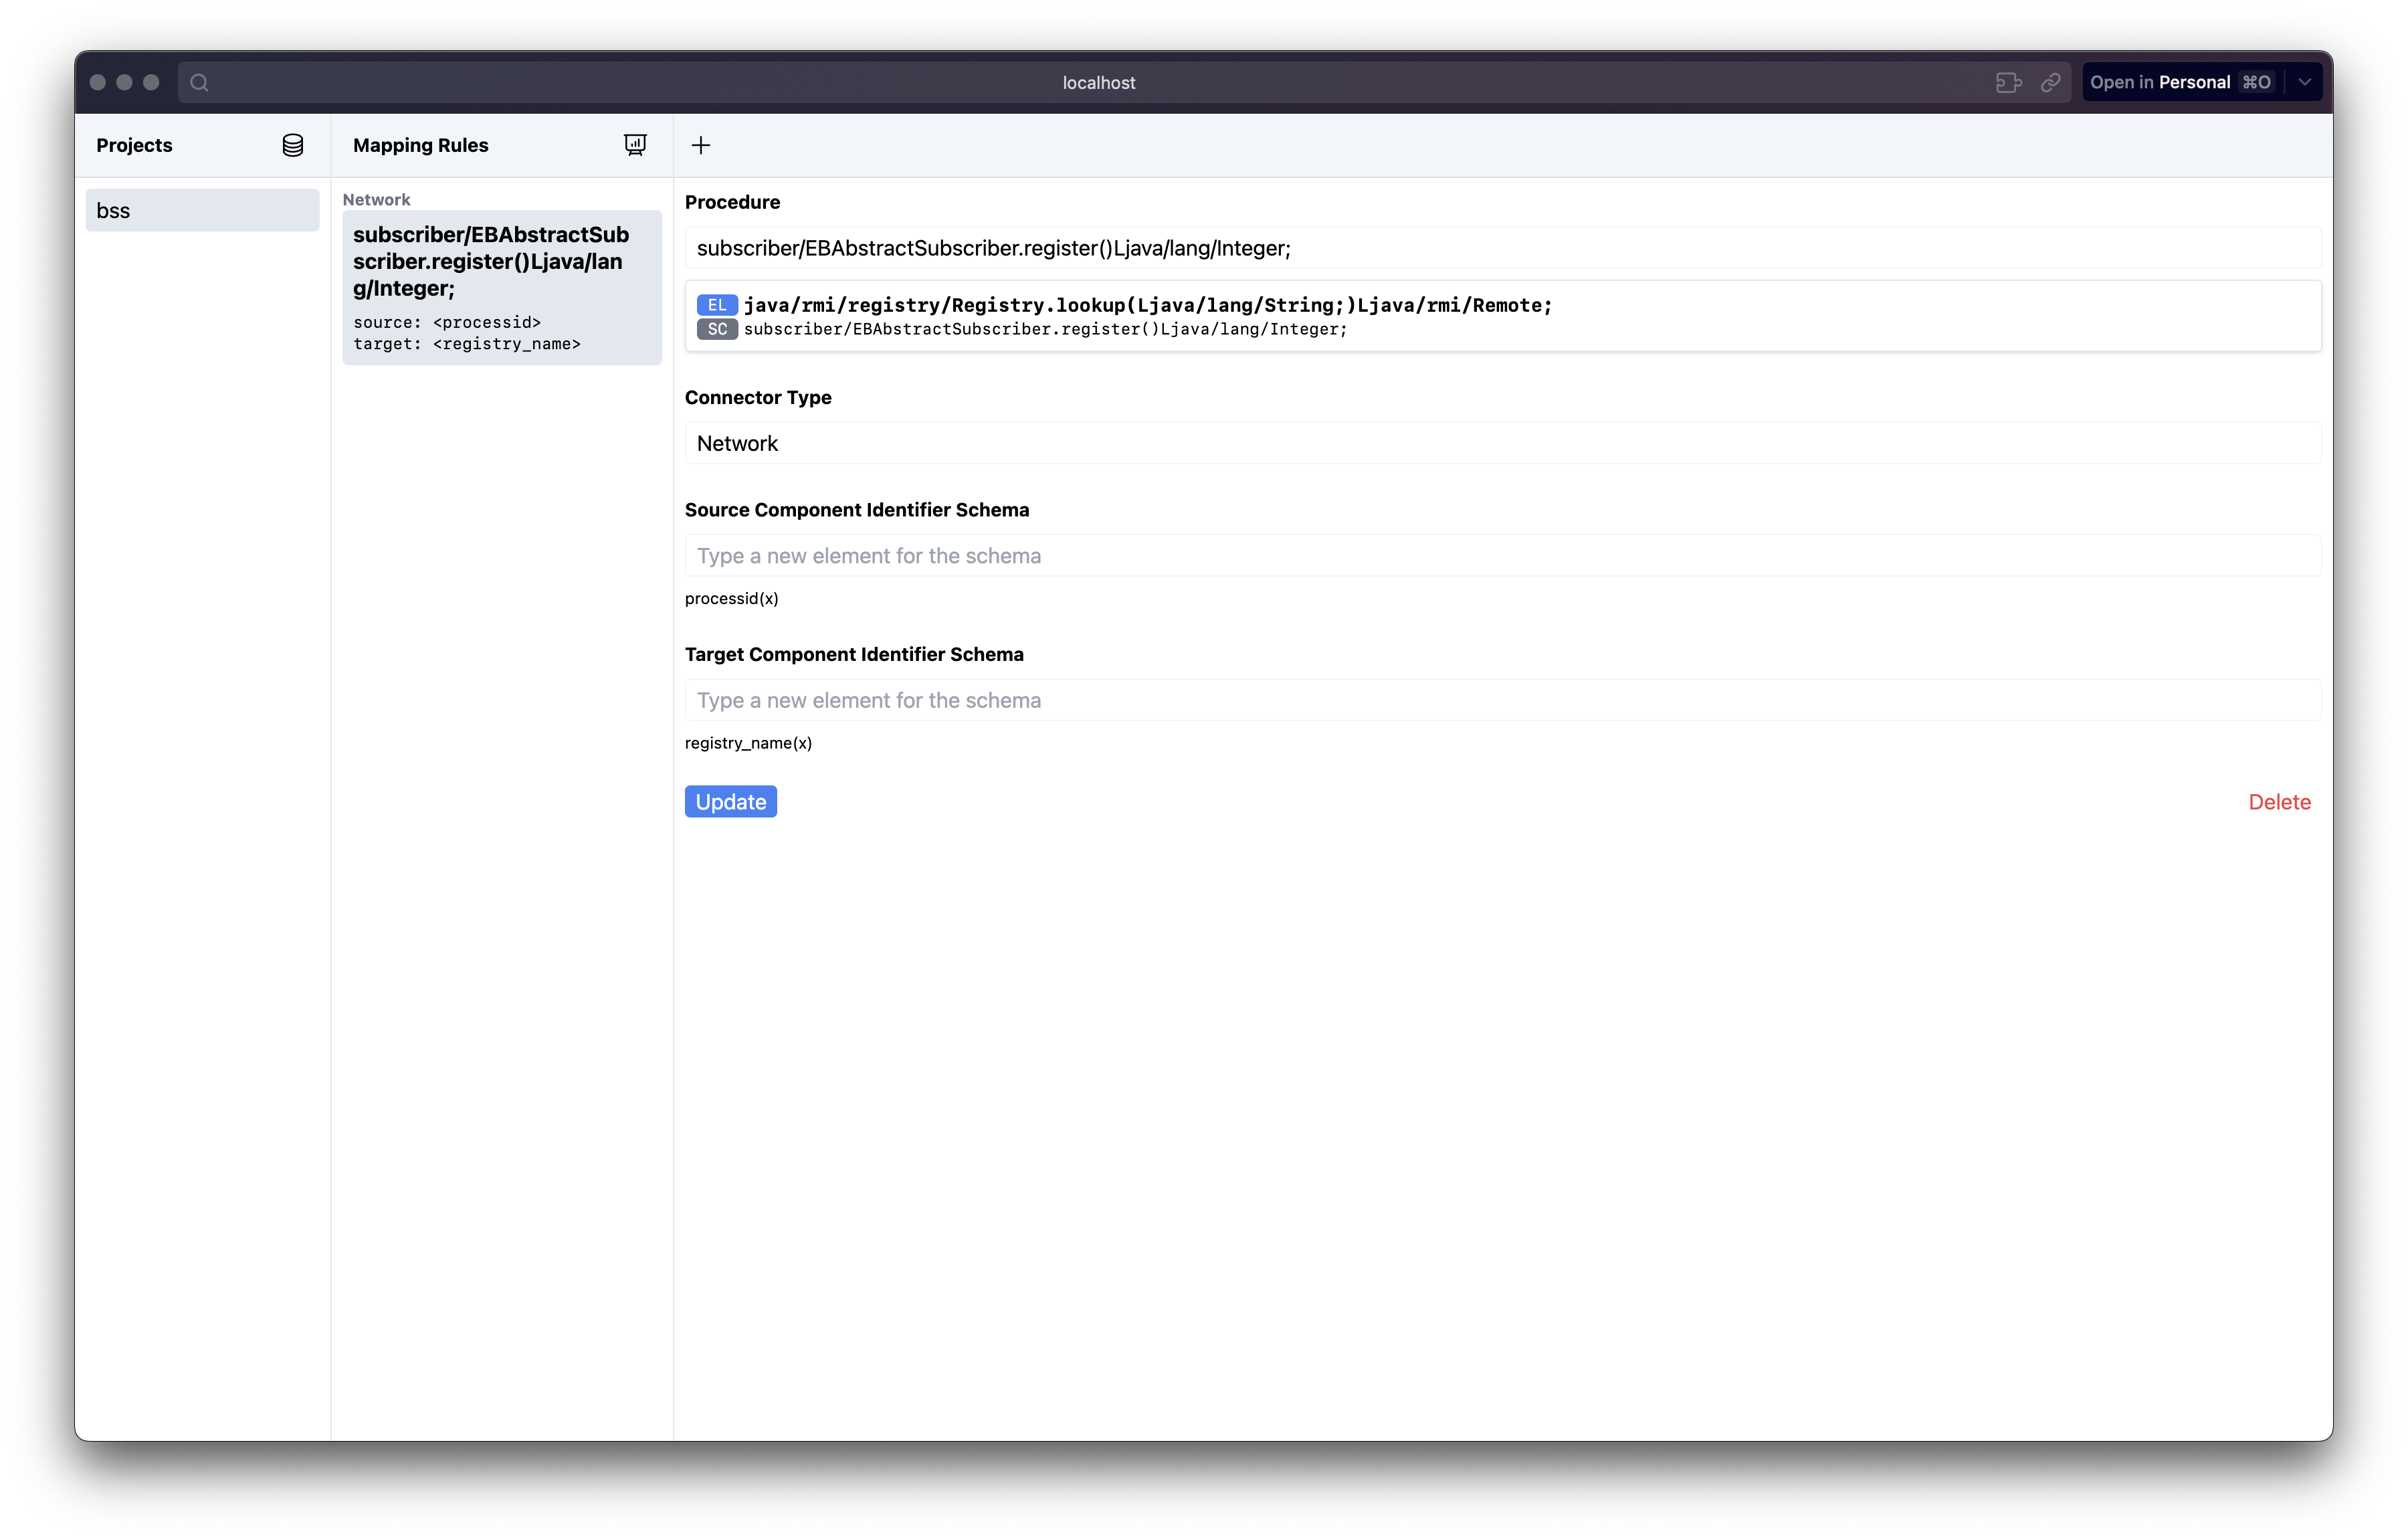 localhost
Open in Personal ⌘O
Projects
bss
Mapping Rules
Network
subscriber/EBAbstractSub
scriber.register()Ljava/lan
g/Integer;
source: <processid>
target: <registry_name>
Procedure
subscriber/EBAbstractSubscriber.register()Ljava/lang/Integer;
EL java/rmi/registry/Registry.lookup(Ljava/lang/String;)Ljava/rmi/Remote;
SC subscriber/EBAbstractSubscriber.register()Ljava/lang/Integer;
Connector Type
Network
Source Component Identifier Schema
Type a new element for the schema
processid(x)
Target Component Identifier Schema
Type a new element for the schema
registry_name(x)
Update
Delete